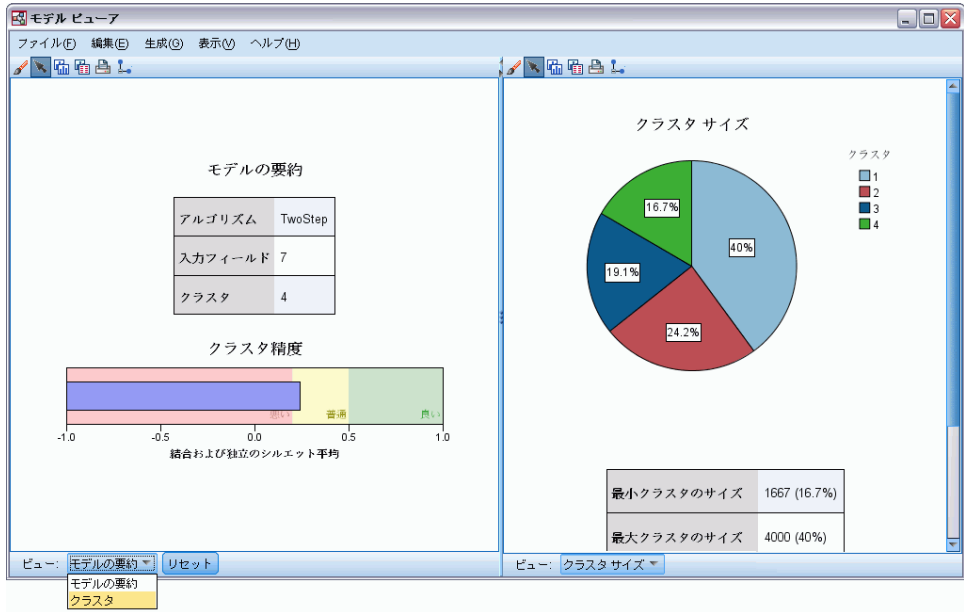 モデル ビューア
ファイル(F) 編集(E) 生成(G) 表示(V) ヘルプ(H)
モデルの要約
アルゴリズム TwoStep
入力フィールド 7
クラスタ 4
クラスタ精度
悪い 普通 良い
-1.0 -0.5 0.0 0.5 1.0
結合および独立のシルエット平均
ビュー: モデルの要約 リセット
モデルの要約
クラスタ
クラスタ サイズ
クラスタ
1
2
3
4
16.7%
40%
19.1%
24.2%
最小クラスタのサイズ 1667 (16.7%)
最大クラスタのサイズ 4000 (40%)
ビュー: クラスタ サイズ